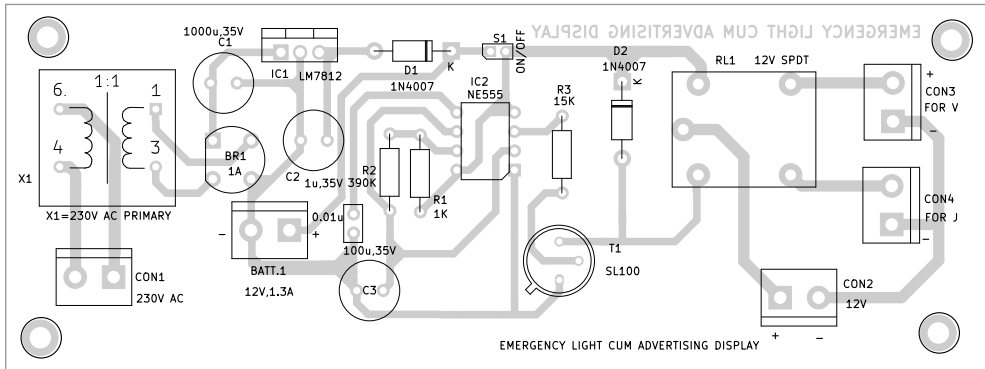 EMERGENCY LIGHT CUM ADVERTISING DISPLAY
1000u,35V
C1
IC1
LM7812
D1
1N4007
K
S1
ON/OFF
IC2
NE555
D2
1N4007
K
R3
15K
RL1
12V SPDT
+
CON3
FOR V
-
6.
1:1
1
4
3
X1
X1=230V AC PRIMARY
BR1
1A
C2
1u,35V
R2
390K
R1
1K
0.01u
-
+
BATT.1
12V,1.3A
100u,35V
C3
T1
SL100
+
CON4
FOR J
-
CON1
230V AC
CON2
12V
+
-
EMERGENCY LIGHT CUM ADVERTISING DISPLAY